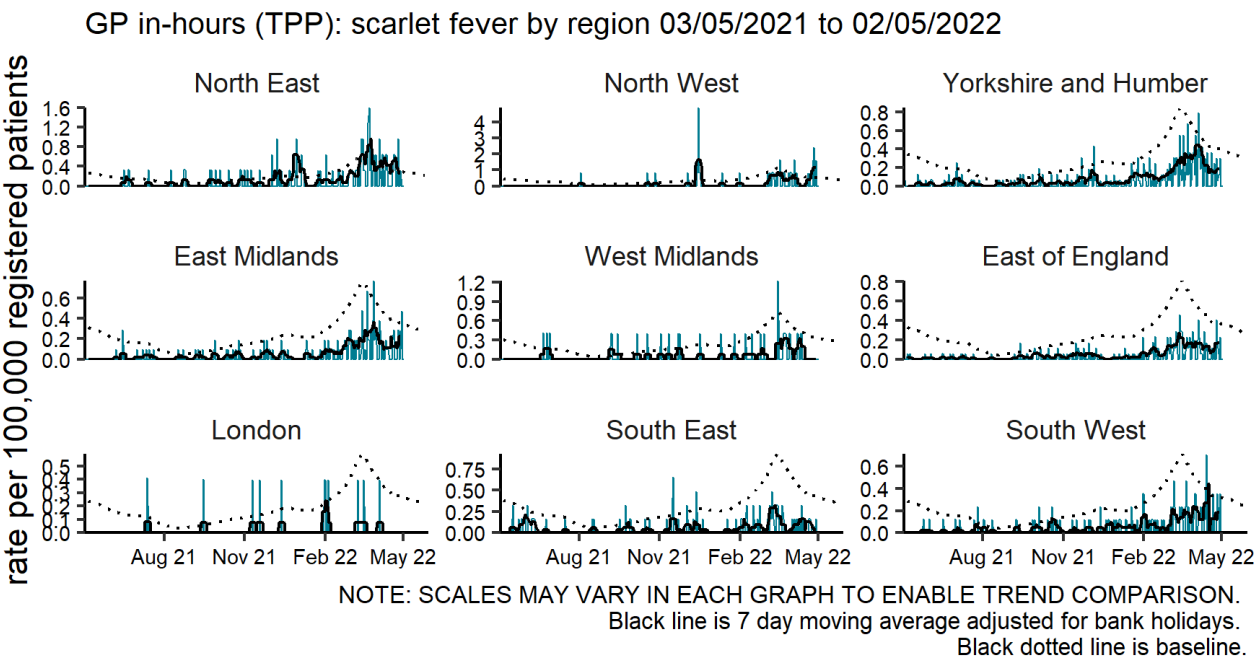 GP in-hours (TPP): scarlet fever by region 03/05/2021 to 02/05/2022
rate per 100,000 registered patients
North East
1.6
1.2
0.8
0.4
0.0
North West
4
3
2
1
0
Yorkshire and Humber
0.8
0.6
0.4
0.2
0.0
East Midlands
0.6
0.4
0.2
0.0
West Midlands
1.2
0.9
0.6
0.3
0.0
East of England
0.8
0.6
0.4
0.2
0.0
London
0.5
0.4
0.3
0.2
0.1
0.0
Aug 21 Nov 21 Feb 22 May 22
South East
0.75
0.50
0.25
0.00
Aug 21 Nov 21 Feb 22 May 22
South West
0.6
0.4
0.2
0.0
Aug 21 Nov 21 Feb 22 May 22
NOTE: SCALES MAY VARY IN EACH GRAPH TO ENABLE TREND COMPARISON.
Black line is 7 day moving average adjusted for bank holidays.
Black dotted line is baseline.